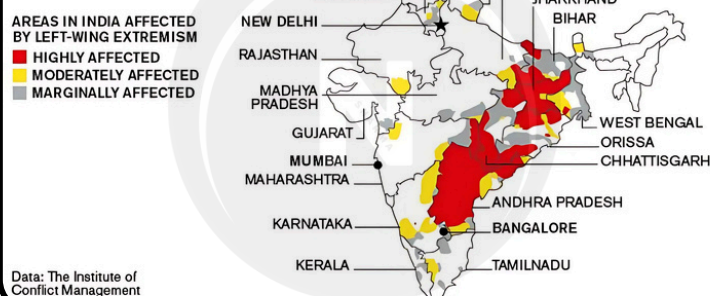 JHARKHAND
AREAS IN INDIA AFFECTED
BY LEFT-WING EXTREMISM
HIGHLY AFFECTED
MODERATELY AFFECTED
MARGINALLY AFFECTED
NEW DELHI
BIHAR
RAJASTHAN
MADHYA
PRADESH
GUJARAT
WEST BENGAL
ORISSA
MUMBAI
CHHATTISGARH
MAHARASHTRA
ANDHRA PRADESH
KARNATAKA
BANGALORE
KERALA
TAMILNADU
Data: The Institute of
Conflict Management